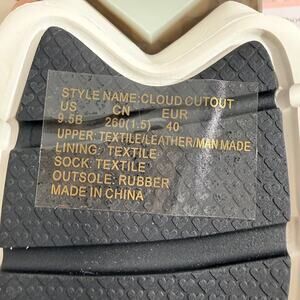 STYLE NAME:CLOUD CUTOUT
US CN EUR
9.5B 260(1.5) 40
UPPER: TEXTILE/LEATHER/MAN MADE
LINING: TEXTILE
SOCK: TEXTILE
OUTSOLE: RUBBER
MADE IN CHINA